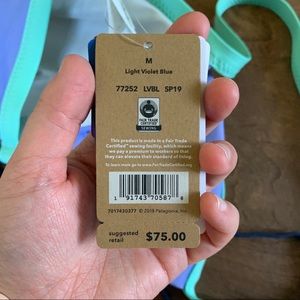 M
Light Violet Blue
77252 LVBL SP19
FAIR TRADE
CERTIFIED
SEWING
This product is made in a Fair Trade
Certified™ sewing facility, which means
we pay a premium to workers so that
they can elevate their standard of living.
To learn more go to www.FairTradeCertified.org
1 91743 70587 8
7017430377 © 2018 Patagonia, Inc.
suggested
retail
$75.00